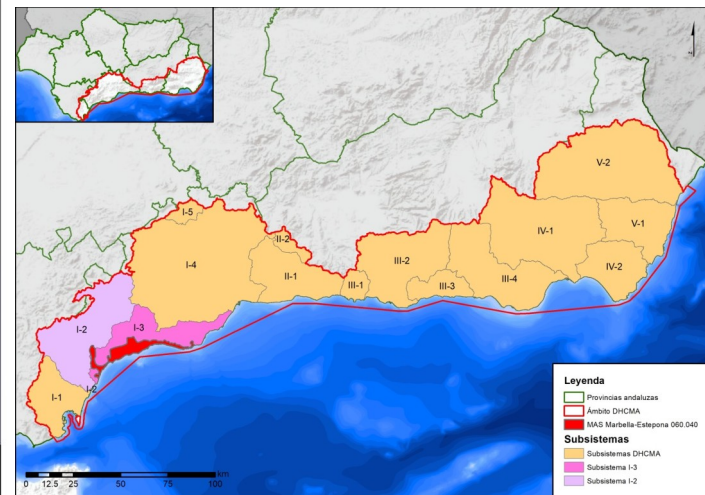 V-2
I-5
II-2
IV-1
V-1
I-4
III-2
II-1
IV-2
III-1
III-4
III-3
I-2
I-3
I-2
I-1
km
0 12.5 25 50 75 100
Leyenda
Provincias andaluzas
Ámbito DHCMA
MAS Marbella-Estepona 060.040
Subsistemas
Subsistemas DHCMA
Subsistema I-3
Subsistema I-2